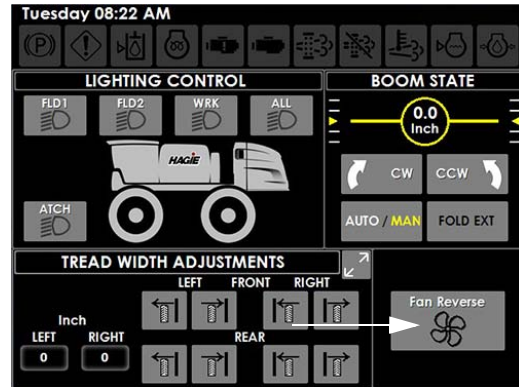 Tuesday 08:22 AM
LIGHTING CONTROL
FLD1 FLD2 WRK ALL
HAGIE
ATCH
BOOM STATE
0.0
Inch
CW CCW
AUTO / MAN FOLD EXT
TREAD WIDTH ADJUSTMENTS
LEFT FRONT RIGHT
Inch
LEFT RIGHT
0 0
REAR
Fan Reverse